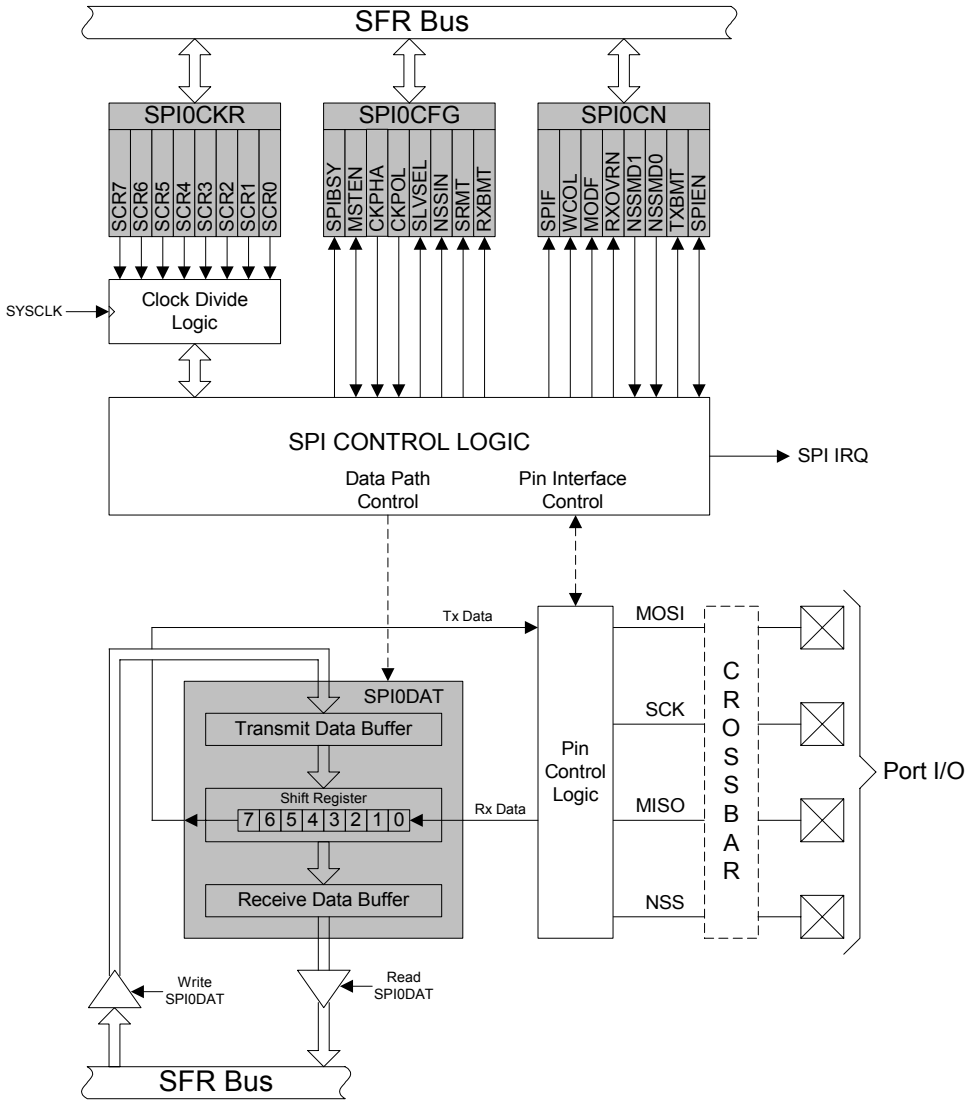 SFR Bus
SPI0CKR
SPI0CFG
SPI0CN
SCR7
SCR6
SCR5
SCR4
SCR3
SCR2
SCR1
SCR0
SPIBSY
MSTEN
CKPHA
CKPOL
SLVSEL
NSSIN
SRMT
RXBMT
SPIF
WCOL
MODF
RXOVRN
NSSMD1
NSSMD0
TXBMT
SPIEN
SYSCLK
Clock Divide
Logic
SPI CONTROL LOGIC
SPI IRQ
Data Path
Control
Pin Interface
Control
Tx Data
MOSI
SPI0DAT
Transmit Data Buffer
SCK
Pin
Control
Logic
CROSSBAR
Port I/O
Shift Register
7 6 5 4 3 2 1 0
Rx Data
MISO
Receive Data Buffer
NSS
Write
SPI0DAT
Read
SPI0DAT
SFR Bus